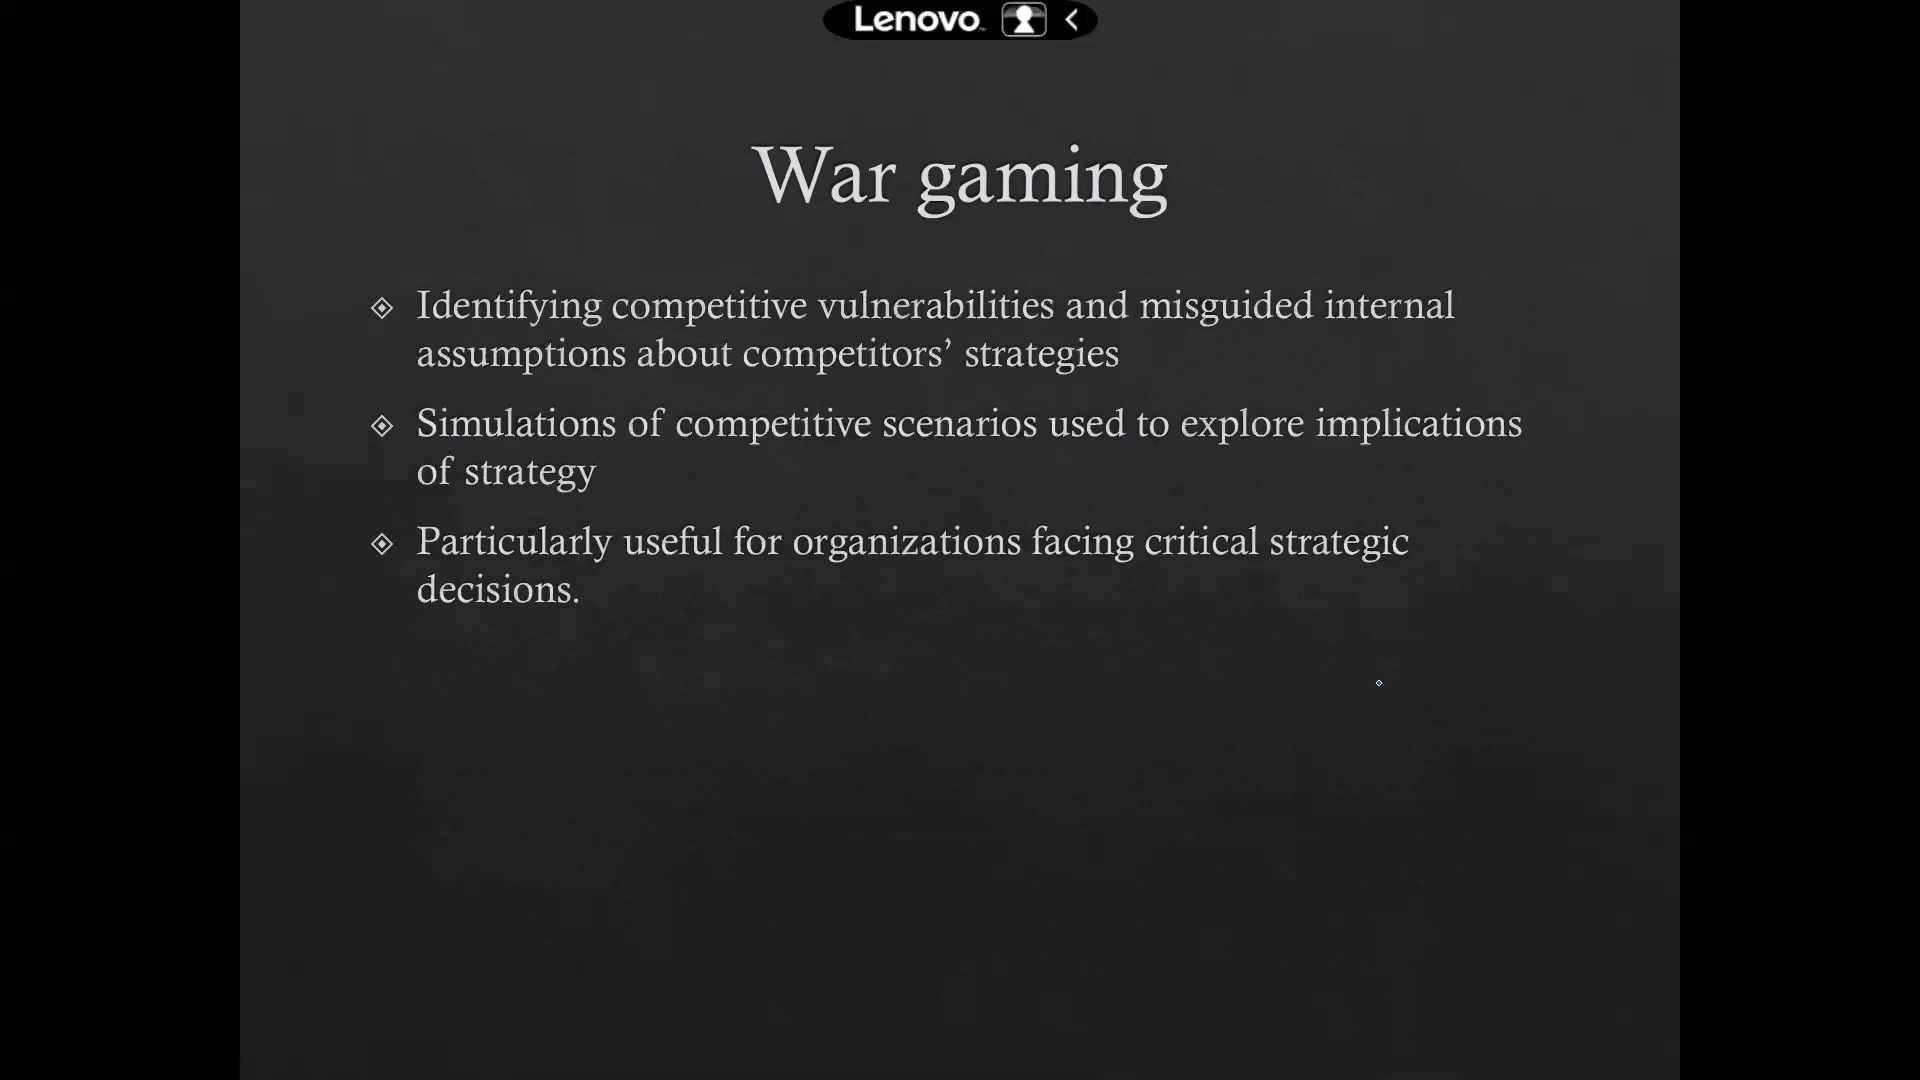 Lenovo
War gaming
Identifying competitive vulnerabilities and misguided internal
assumptions about competitors’ strategies
Simulations of competitive scenarios used to explore implications
of strategy
Particularly useful for organizations facing critical strategic
decisions.